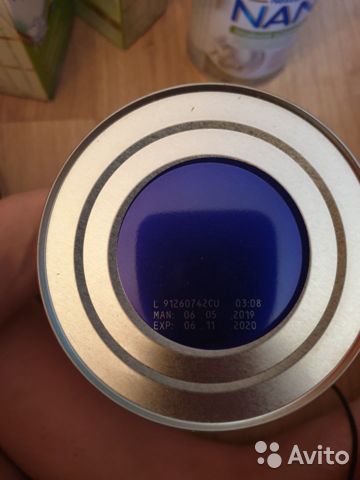 NAN
L 91260742CU 03:08
MAN: 06 . 05 .2019
EXP: 06 . 11 .2020
Avito